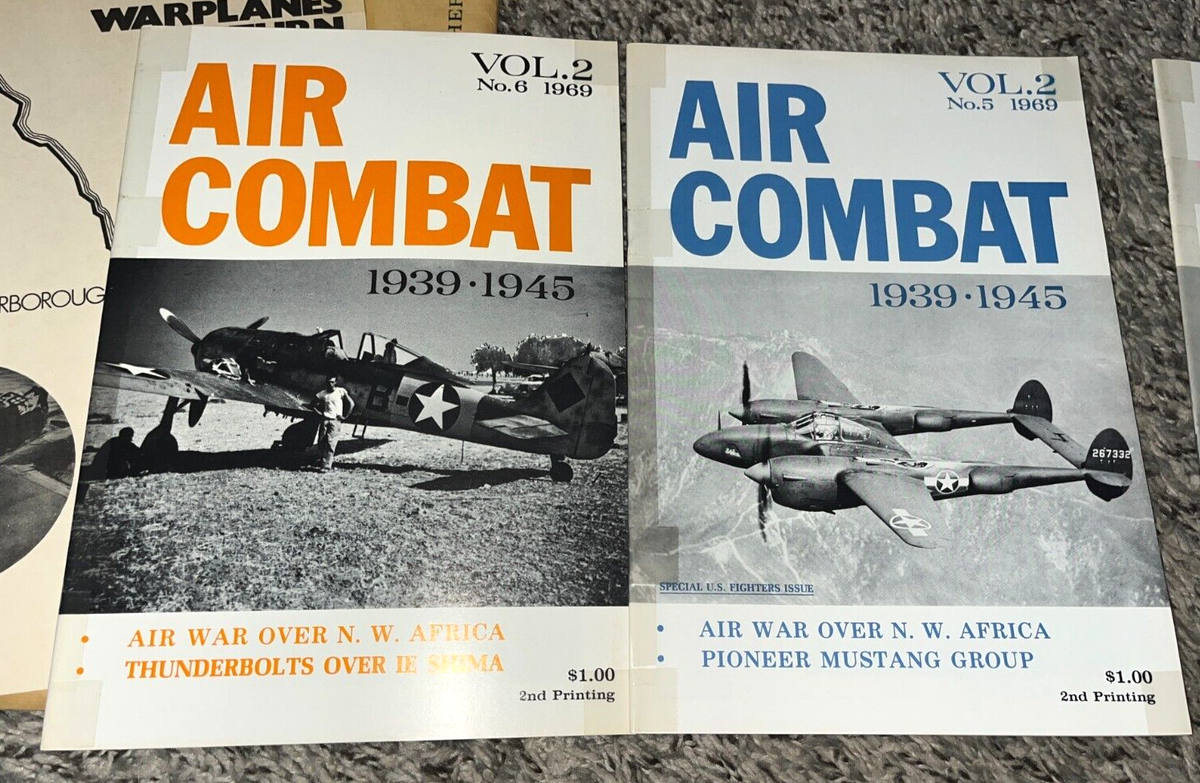 WARPLANES
RBOROUG
VOL.2
No.6 1969
AIR
COMBAT
1939·1945
B
• AIR WAR OVER N. W. AFRICA
• THUNDERBOLTS OVER IE SHIMA
$1.00
2nd Printing
VOL.2
No.5 1969
AIR
COMBAT
1939·1945
267332
SPECIAL U.S. FIGHTERS ISSUE
• AIR WAR OVER N. W. AFRICA
• PIONEER MUSTANG GROUP
$1.00
2nd Printing